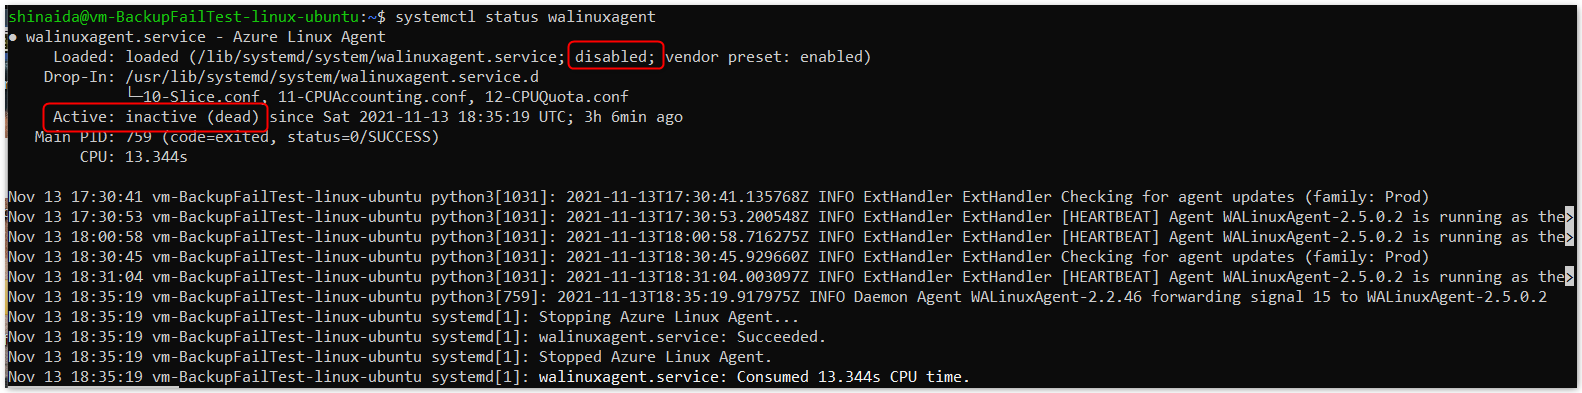 shinaida@vm-BackupFailTest-linux-ubuntu:~$ systemctl status walinuxagent
● walinuxagent.service - Azure Linux Agent
Loaded: loaded (/lib/systemd/system/walinuxagent.service; disabled; vendor preset: enabled)
Drop-In: /usr/lib/systemd/system/walinuxagent.service.d
└─10-Slice.conf, 11-CPUAccounting.conf, 12-CPUQuota.conf
Active: inactive (dead) since Sat 2021-11-13 18:35:19 UTC; 3h 6min ago
Main PID: 759 (code=exited, status=0/SUCCESS)
CPU: 13.344s
Nov 13 17:30:41 vm-BackupFailTest-linux-ubuntu python3[1031]: 2021-11-13T17:30:41.135768Z INFO ExtHandler ExtHandler Checking for agent updates (family: Prod)
Nov 13 17:30:53 vm-BackupFailTest-linux-ubuntu python3[1031]: 2021-11-13T17:30:53.200548Z INFO ExtHandler ExtHandler [HEARTBEAT] Agent WALinuxAgent-2.5.0.2 is running as the>
Nov 13 18:00:58 vm-BackupFailTest-linux-ubuntu python3[1031]: 2021-11-13T18:00:58.716275Z INFO ExtHandler ExtHandler [HEARTBEAT] Agent WALinuxAgent-2.5.0.2 is running as the>
Nov 13 18:30:45 vm-BackupFailTest-linux-ubuntu python3[1031]: 2021-11-13T18:30:45.929660Z INFO ExtHandler ExtHandler Checking for agent updates (family: Prod)
Nov 13 18:31:04 vm-BackupFailTest-linux-ubuntu python3[1031]: 2021-11-13T18:31:04.003097Z INFO ExtHandler ExtHandler [HEARTBEAT] Agent WALinuxAgent-2.5.0.2 is running as the>
Nov 13 18:35:19 vm-BackupFailTest-linux-ubuntu python3[759]: 2021-11-13T18:35:19.917975Z INFO Daemon Agent WALinuxAgent-2.2.46 forwarding signal 15 to WALinuxAgent-2.5.0.2
Nov 13 18:35:19 vm-BackupFailTest-linux-ubuntu systemd[1]: Stopping Azure Linux Agent...
Nov 13 18:35:19 vm-BackupFailTest-linux-ubuntu systemd[1]: walinuxagent.service: Succeeded.
Nov 13 18:35:19 vm-BackupFailTest-linux-ubuntu systemd[1]: Stopped Azure Linux Agent.
Nov 13 18:35:19 vm-BackupFailTest-linux-ubuntu systemd[1]: walinuxagent.service: Consumed 13.344s CPU time.